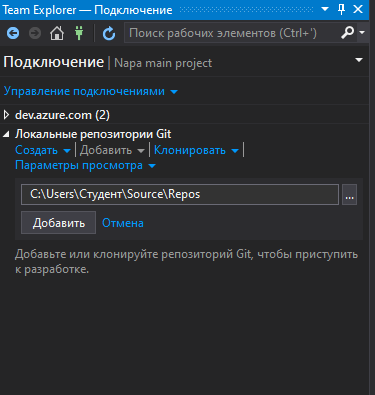 Team Explorer — Подключение
Поиск рабочих элементов (Ctrl+')
Подключение | Napa main project
Управление подключениями
dev.azure.com (2)
Локальные репозитории Git
Создать | Добавить | Клонировать |
Параметры просмотра
C:\Users\Студент\Source\Repos ...
Добавить Отмена
Добавьте или клонируйте репозиторий Git, чтобы приступить
к разработке.